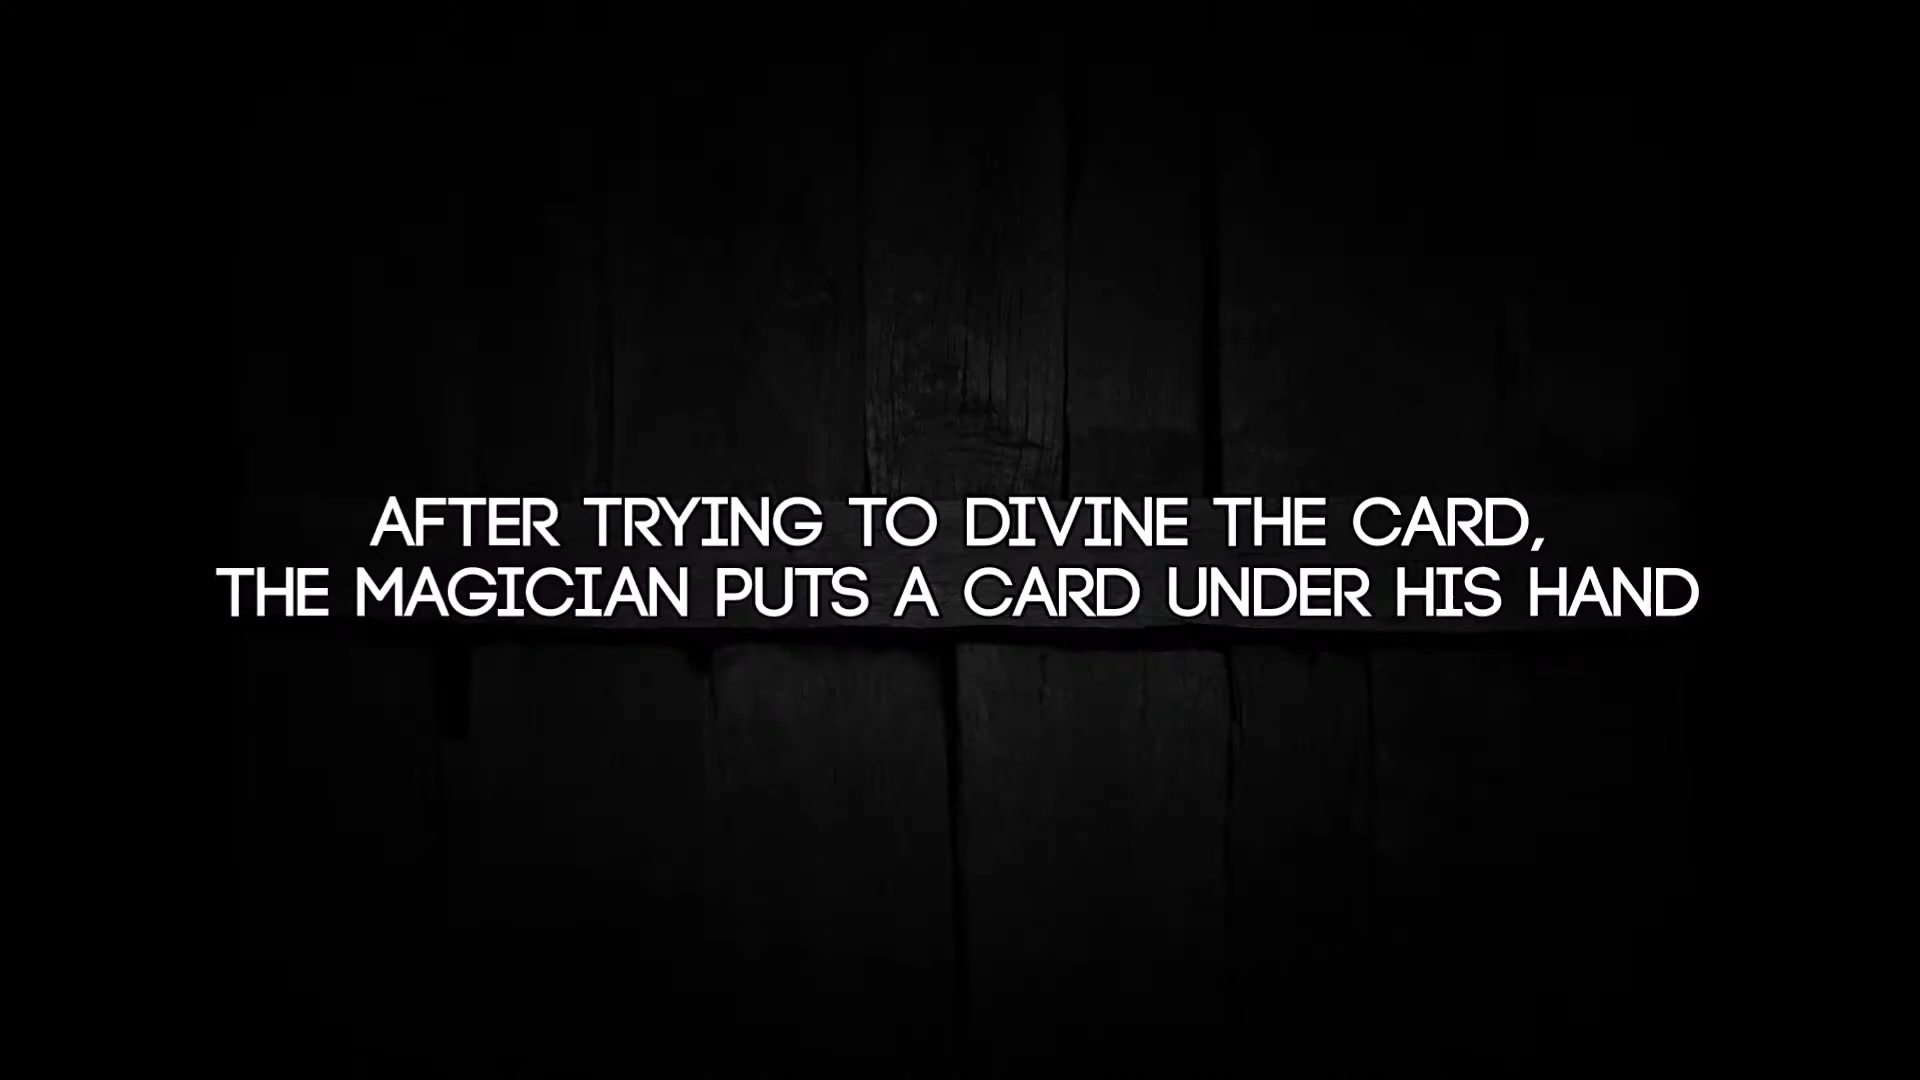 AFTER TRYING TO DIVINE THE CARD,
THE MAGICIAN PUTS A CARD UNDER HIS HAND